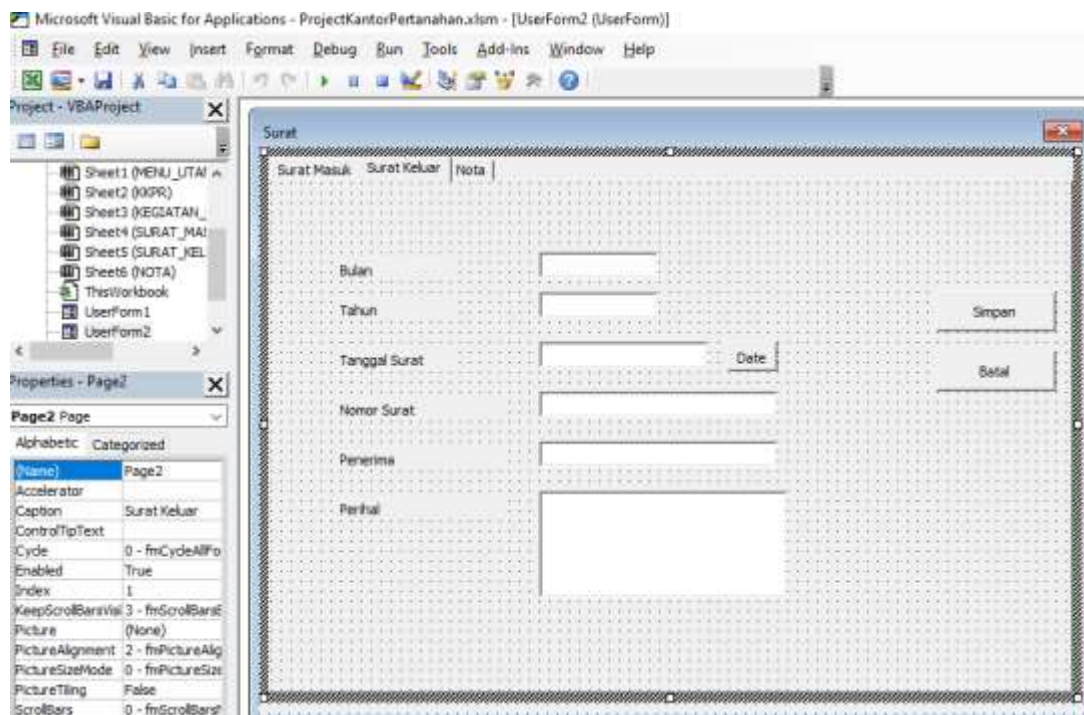 Microsoft Visual Basic for Applications - ProjectKantorPertanahan.xlsm - [UserForm2 (UserForm)]
File Edit View Insert Format Debug Run Tools Add-Ins Window Help
Project - VBAProject
Sheet1 (MENU_UTAI
Sheet2 (KKPR)
Sheet3 (KEGIATAN_
Sheet4 (SURAT_MAS
Sheet5 (SURAT_KEL
Sheet6 (NOTA)
ThisWorkbook
UserForm1
UserForm2
Properties - Page2
Page2 Page
Alphabetic Categorized
(Name) Page2
Accelerator
Caption Surat Keluar
ControlTipText
Cycle 0 - fmCycleAllFo
Enabled True
Index 1
KeepScrollBarsVisi 3 - fmScrollBarsE
Picture (None)
PictureAlignment 2 - fmPictureAlig
PictureSizeMode 0 - fmPictureSize
PictureTiling False
ScrollBars 0 - fmScrollBarsN
Surat
Surat Masuk Surat Keluar Nota
Bulan
Tahun
Tanggal Surat Date
Nomor Surat
Penerima
Perihal
Simpan
Batal